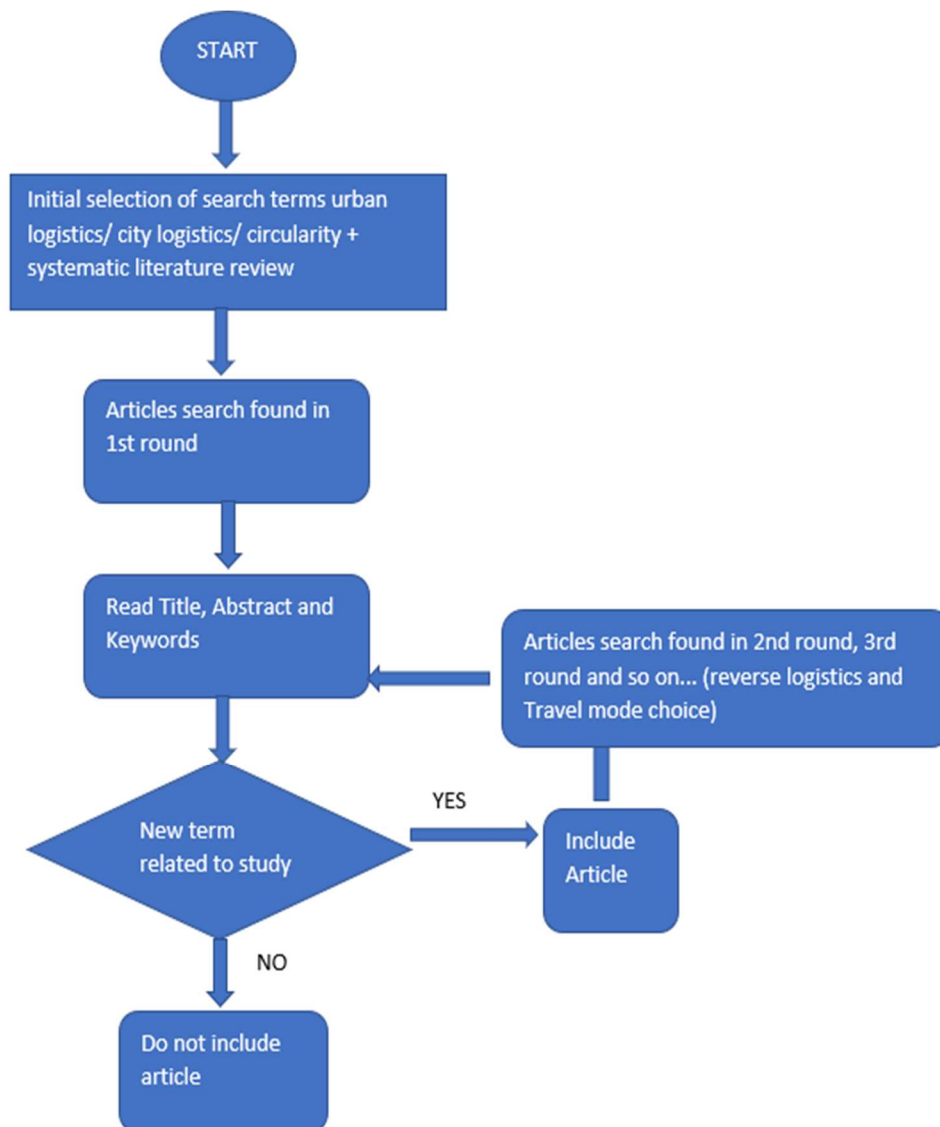 START
Initial selection of search terms urban
logistics/ city logistics/ circularity +
systematic literature review
Articles search found in
1st round
Read Title, Abstract and
Keywords
Articles search found in 2nd round, 3rd
round and so on... (reverse logistics and
Travel mode choice)
New term
related to study
YES
Include
Article
NO
Do not include
article